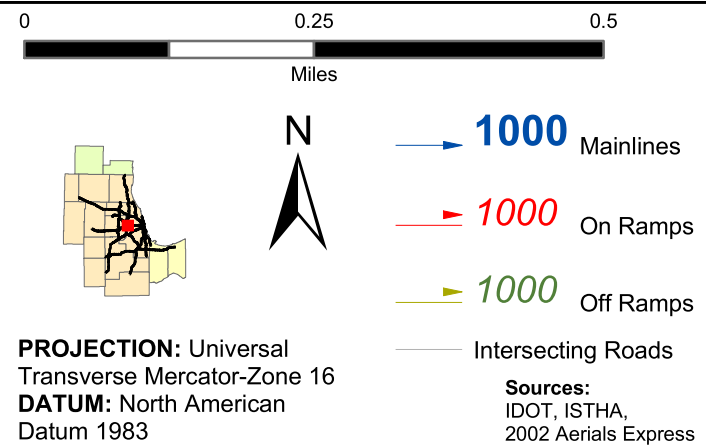 0 0.25 0.5
Miles
N
1000 Mainlines
1000 On Ramps
1000 Off Ramps
Intersecting Roads
PROJECTION: Universal
Transverse Mercator-Zone 16
DATUM: North American
Datum 1983
Sources:
IDOT, ISTHA,
2002 Aerials Express